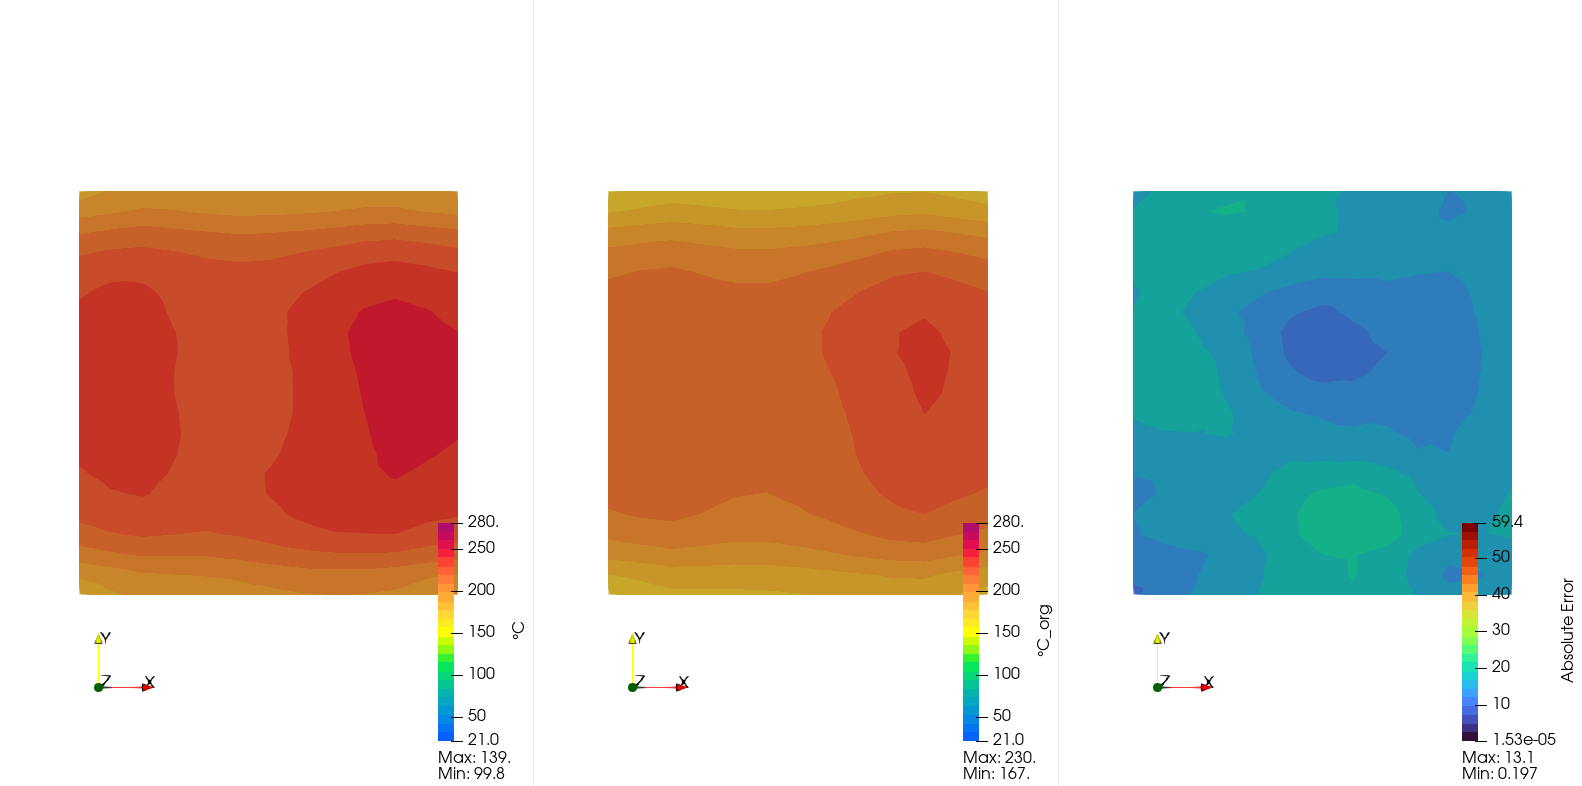 280.
250
200
150
100
50
21.0
°C
Max: 139.
Min: 99.8
Y
Z
X
280.
250
200
150
100
50
21.0
°C_org
Max: 230.
Min: 167.
Y
Z
X
59.4
50
40
30
20
10
1.53e-05
Absolute Error
Max: 13.1
Min: 0.197
Y
Z
X